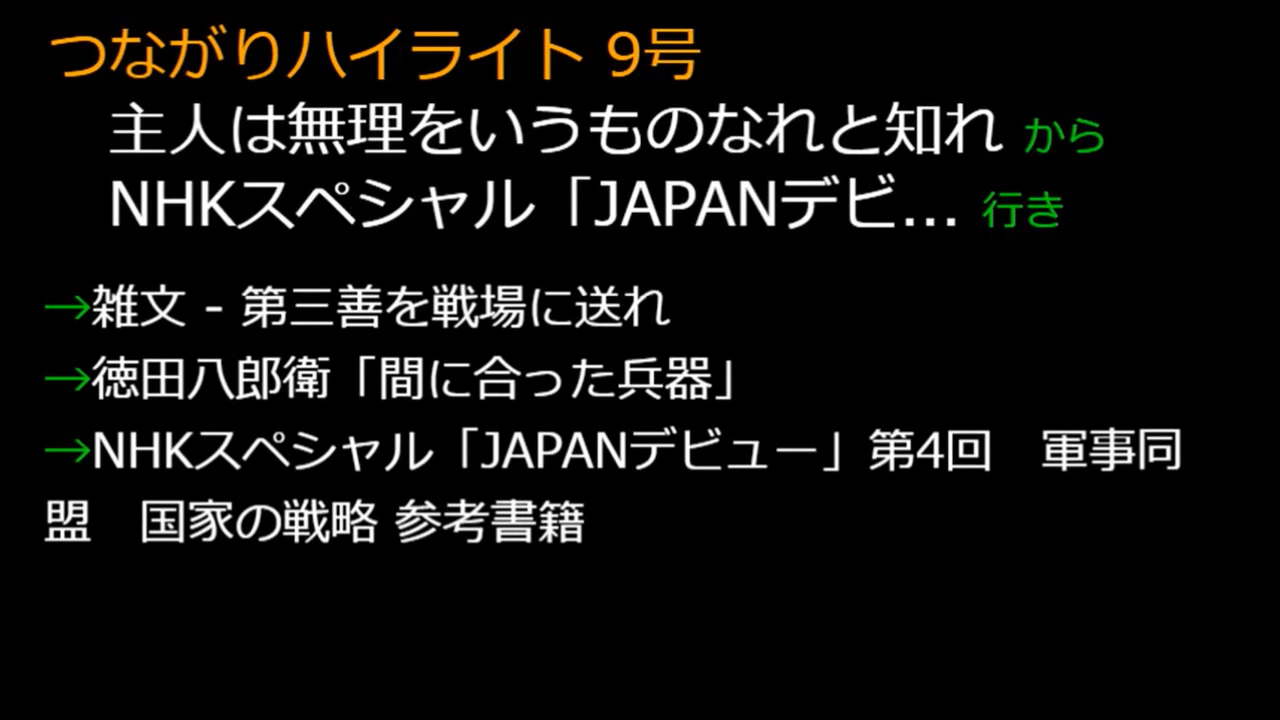 つながりハイライト 9号
主人は無理をいうものなれと知れ から
NHKスペシャル「JAPANデビ... 行き
→雑文 - 第三善を戦場に送れ
→徳田八郎衛「間に合った兵器」
→NHKスペシャル「JAPANデビュー」第4回　軍事同
盟　国家の戦略 参考書籍